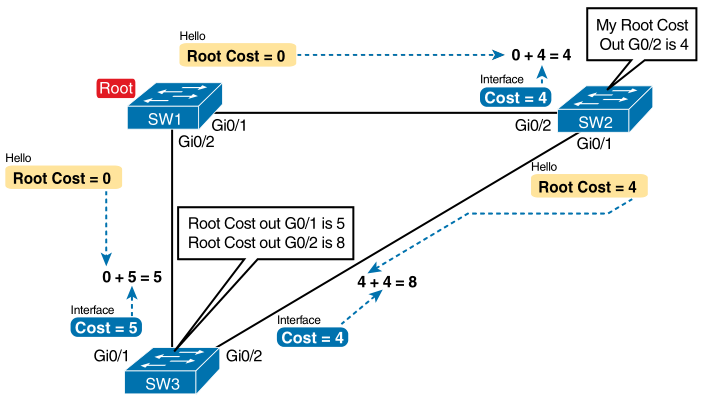 Hello
Root Cost = 0
0 + 4 = 4
My Root Cost
Out G0/2 is 4
Interface
Cost = 4
Root
SW1
Gi0/1
Gi0/2
Gi0/2
SW2
Gi0/1
Hello
Root Cost = 0
Hello
Root Cost = 4
Root Cost out G0/1 is 5
Root Cost out G0/2 is 8
0 + 5 = 5
4 + 4 = 8
Interface
Cost = 5
Interface
Cost = 4
Gi0/1
Gi0/2
SW3